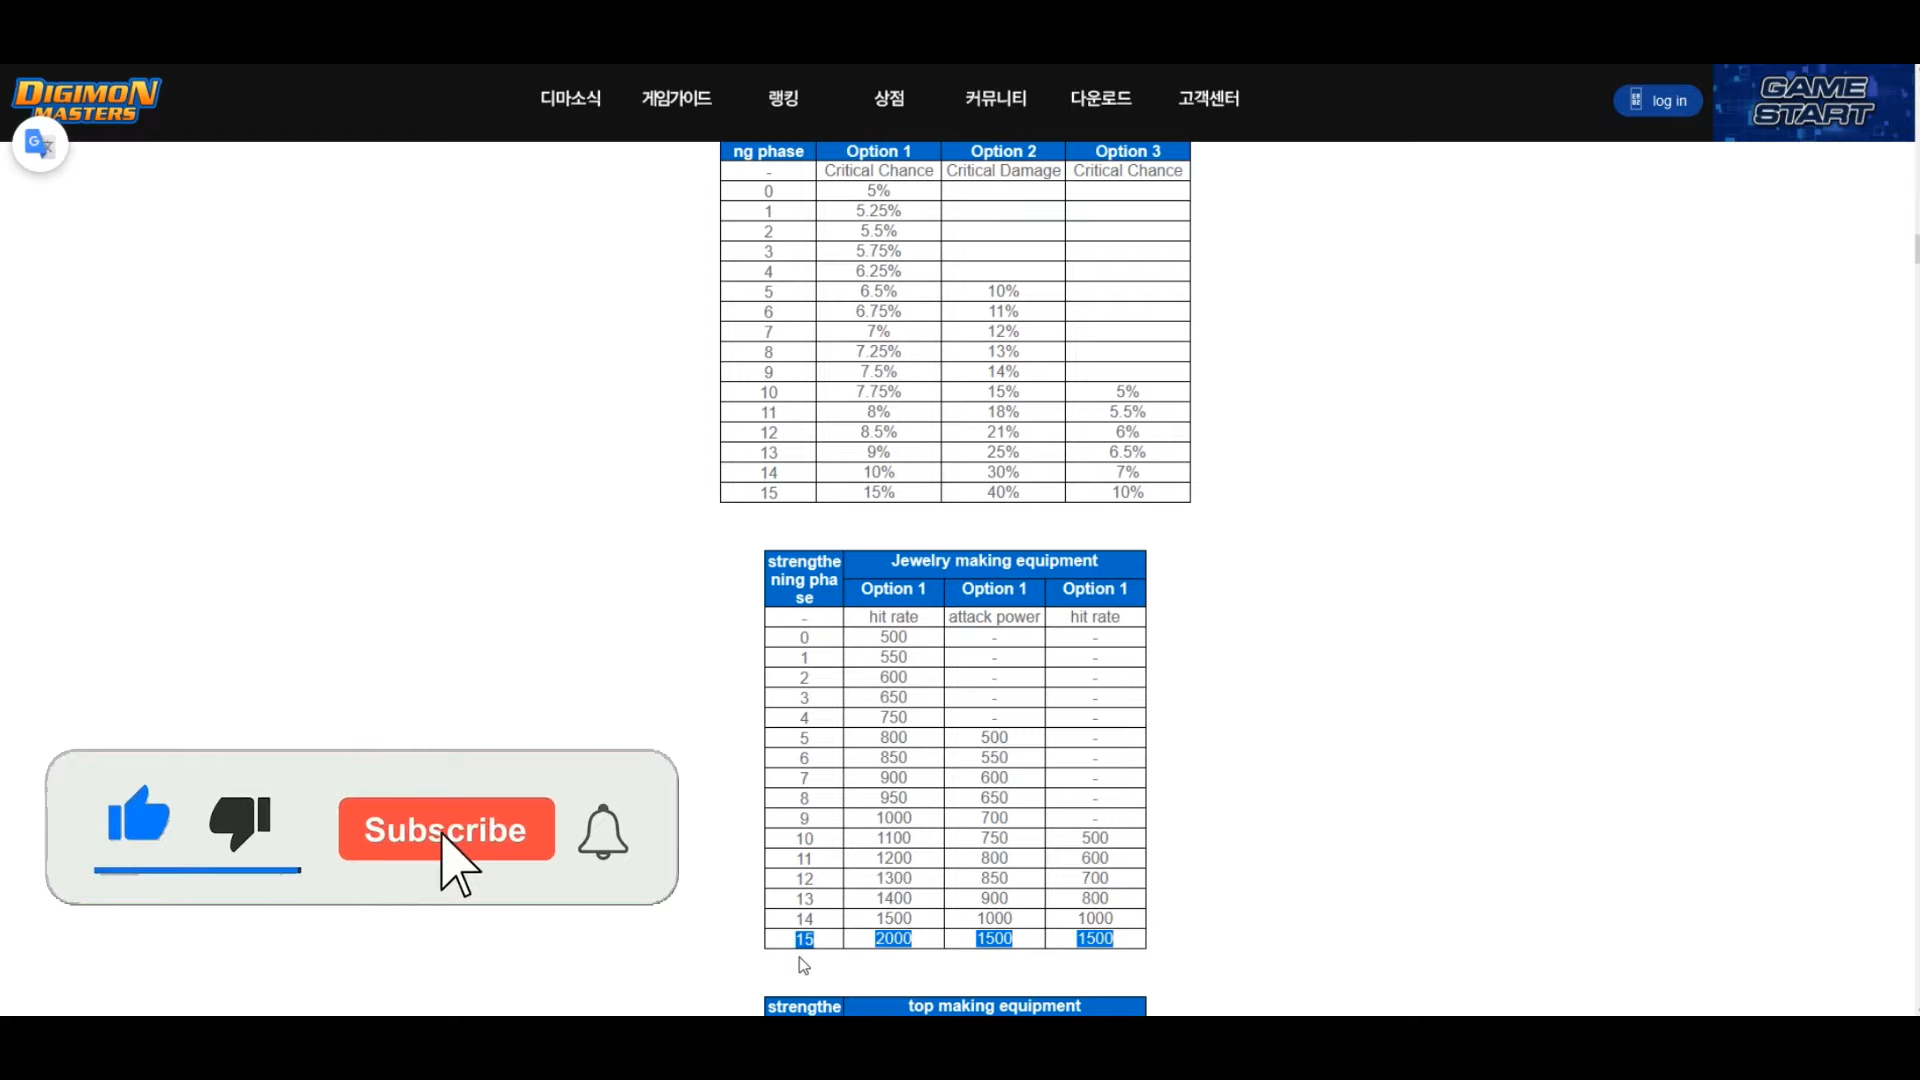 DIGIMON
MASTERS
디마소식 게임가이드 랭킹 상점 커뮤니티 다운로드 고객센터
log in
GAME
START
ng phase Option 1 Option 2 Option 3
- Critical Chance Critical Damage Critical Chance
0 5%
1 5.25%
2 5.5%
3 5.75%
4 6.25%
5 6.5% 10%
6 6.75% 11%
7 7% 12%
8 7.25% 13%
9 7.5% 14%
10 7.75% 15% 5%
11 8% 18% 5.5%
12 8.5% 21% 6%
13 9% 25% 6.5%
14 10% 30% 7%
15 15% 40% 10%
strengthe
ning pha
se
Jewelry making equipment
Option 1 Option 1 Option 1
- hit rate attack power hit rate
0 500 - -
1 550 - -
2 600 - -
3 650 - -
4 750 - -
5 800 500 -
6 850 550 -
7 900 600 -
8 950 650 -
9 1000 700 -
10 1100 750 500
11 1200 800 600
12 1300 850 700
13 1400 900 800
14 1500 1000 1000
15 2000 1500 1500
strengthe top making equipment
Subscribe